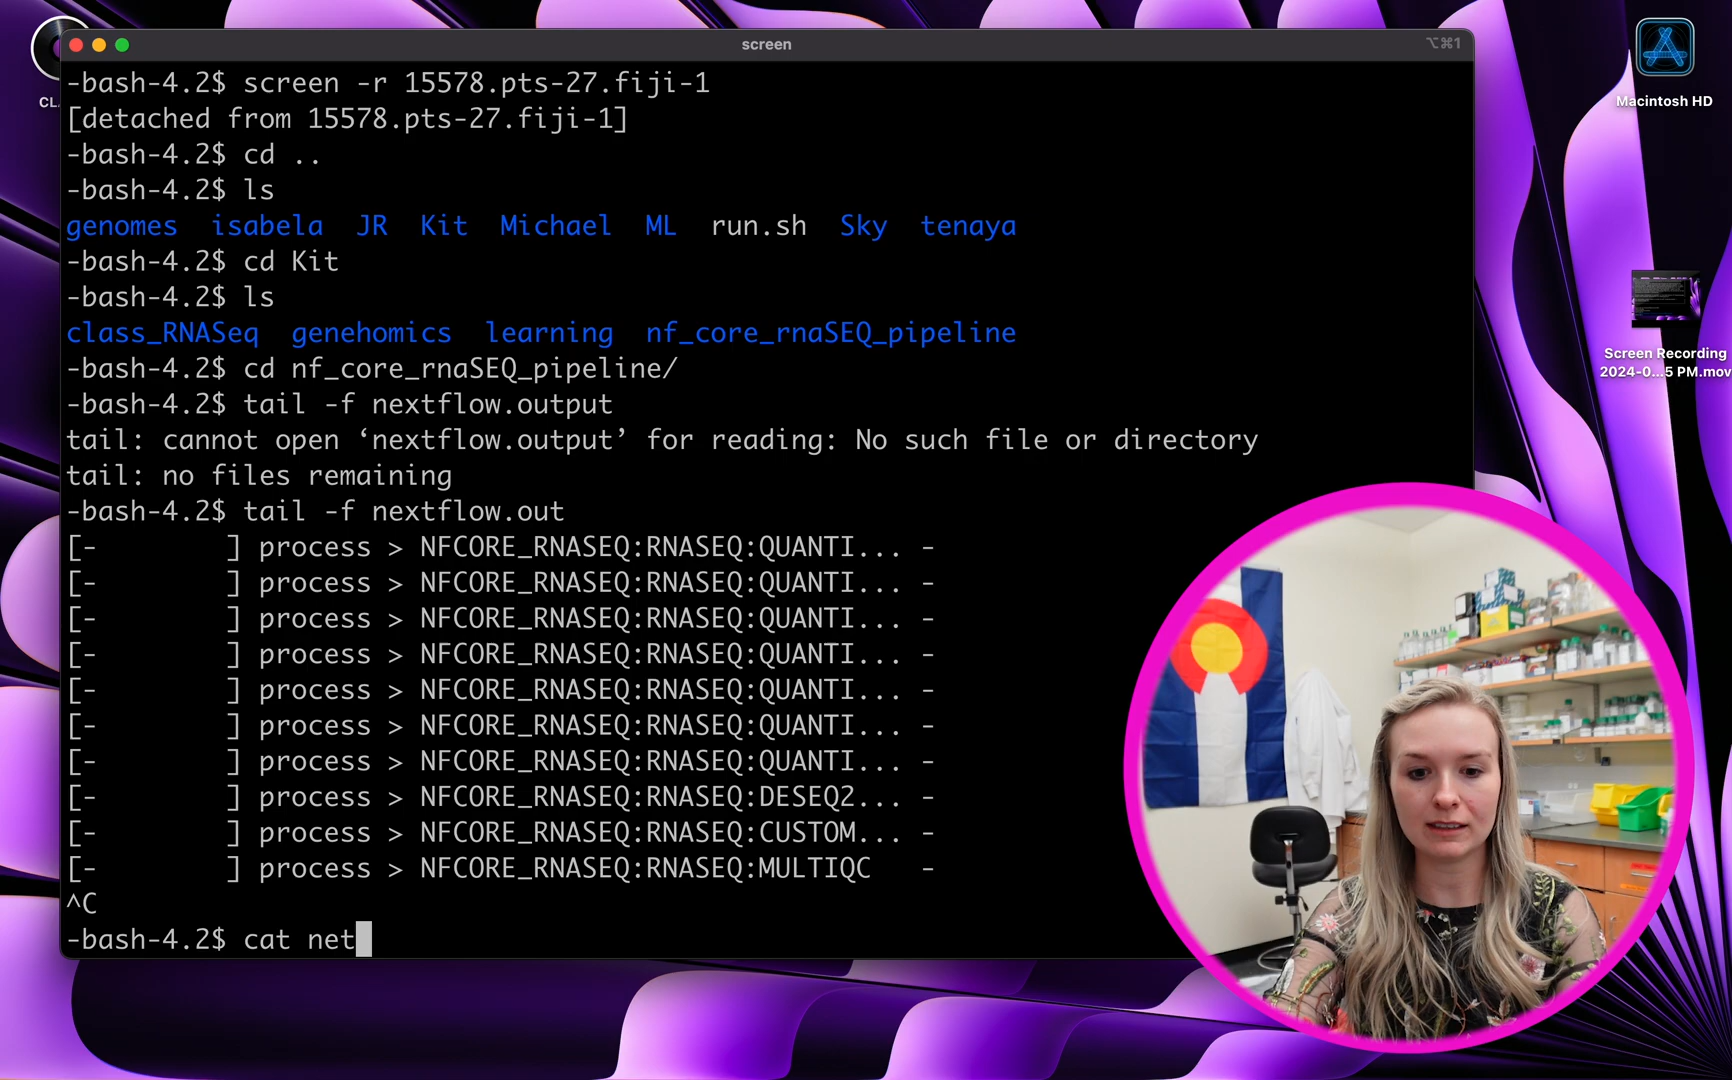 screen
⌥⌘1
-bash-4.2$ screen -r 15578.pts-27.fiji-1
[detached from 15578.pts-27.fiji-1]
-bash-4.2$ cd ..
-bash-4.2$ ls
genomes isabela JR Kit Michael ML run.sh Sky tenaya
-bash-4.2$ cd Kit
-bash-4.2$ ls
class_RNASeq genehomics learning nf_core_rnaSEQ_pipeline
-bash-4.2$ cd nf_core_rnaSEQ_pipeline/
-bash-4.2$ tail -f nextflow.output
tail: cannot open ‘nextflow.output’ for reading: No such file or directory
tail: no files remaining
-bash-4.2$ tail -f nextflow.out
[-        ] process > NFCORE_RNASEQ:RNASEQ:QUANTI... -
[-        ] process > NFCORE_RNASEQ:RNASEQ:QUANTI... -
[-        ] process > NFCORE_RNASEQ:RNASEQ:QUANTI... -
[-        ] process > NFCORE_RNASEQ:RNASEQ:QUANTI... -
[-        ] process > NFCORE_RNASEQ:RNASEQ:QUANTI... -
[-        ] process > NFCORE_RNASEQ:RNASEQ:QUANTI... -
[-        ] process > NFCORE_RNASEQ:RNASEQ:QUANTI... -
[-        ] process > NFCORE_RNASEQ:RNASEQ:DESEQ2... -
[-        ] process > NFCORE_RNASEQ:RNASEQ:CUSTOM... -
[-        ] process > NFCORE_RNASEQ:RNASEQ:MULTIQC -
^C
-bash-4.2$ cat net
Macintosh HD
Screen Recording
2024-0...5 PM.mov